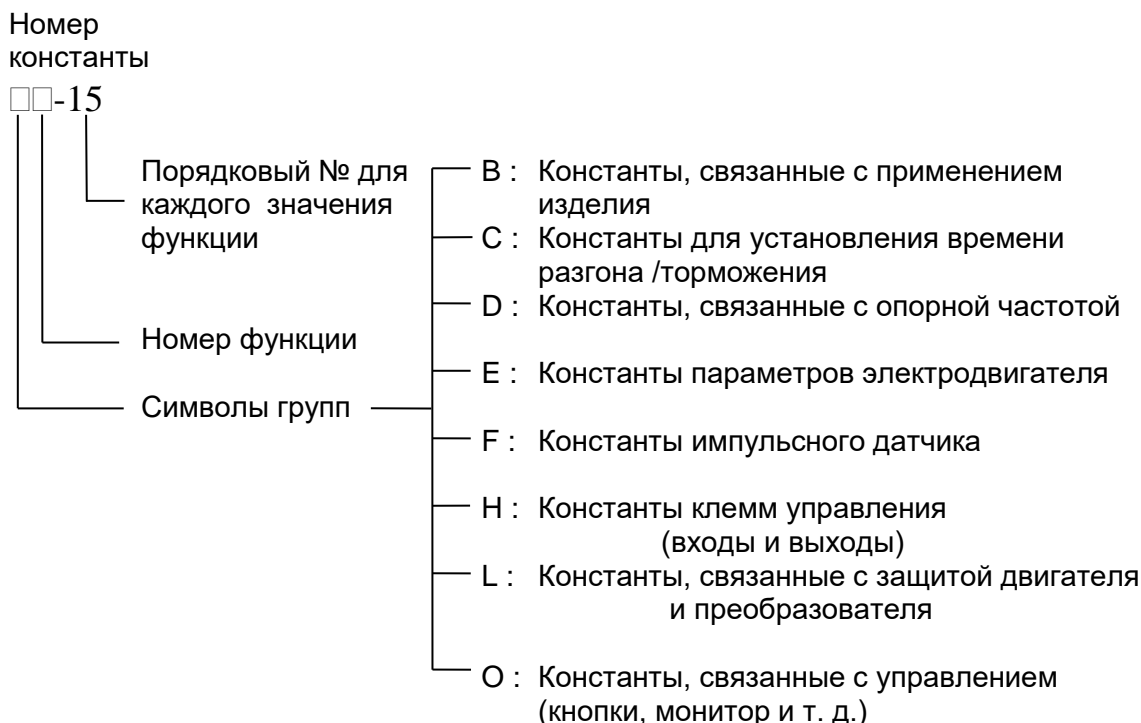 Номер
константы
□□-15
Порядковый № для
каждого значения
функции
Номер функции
Символы групп
B : Константы, связанные с применением
изделия
C : Константы для установления времени
разгона /торможения
D : Константы, связанные с опорной частотой
E : Константы параметров электродвигателя
F : Константы импульсного датчика
H : Константы клемм управления
(входы и выходы)
L : Константы, связанные с защитой двигателя
и преобразователя
O : Константы, связанные с управлением
(кнопки, монитор и т. д.)